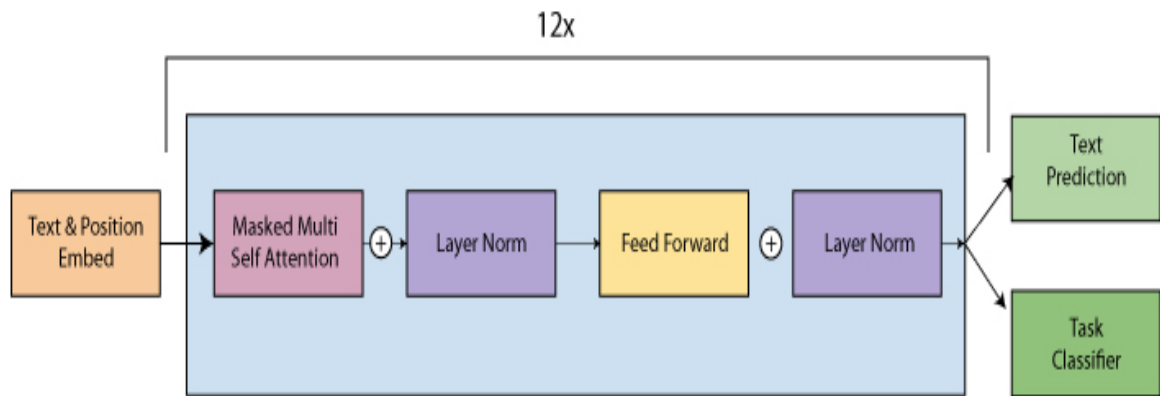 12x
Text & Position
Embed
Masked Multi
Self Attention
+
Layer Norm
Feed Forward
+
Layer Norm
Text
Prediction
Task
Classifier